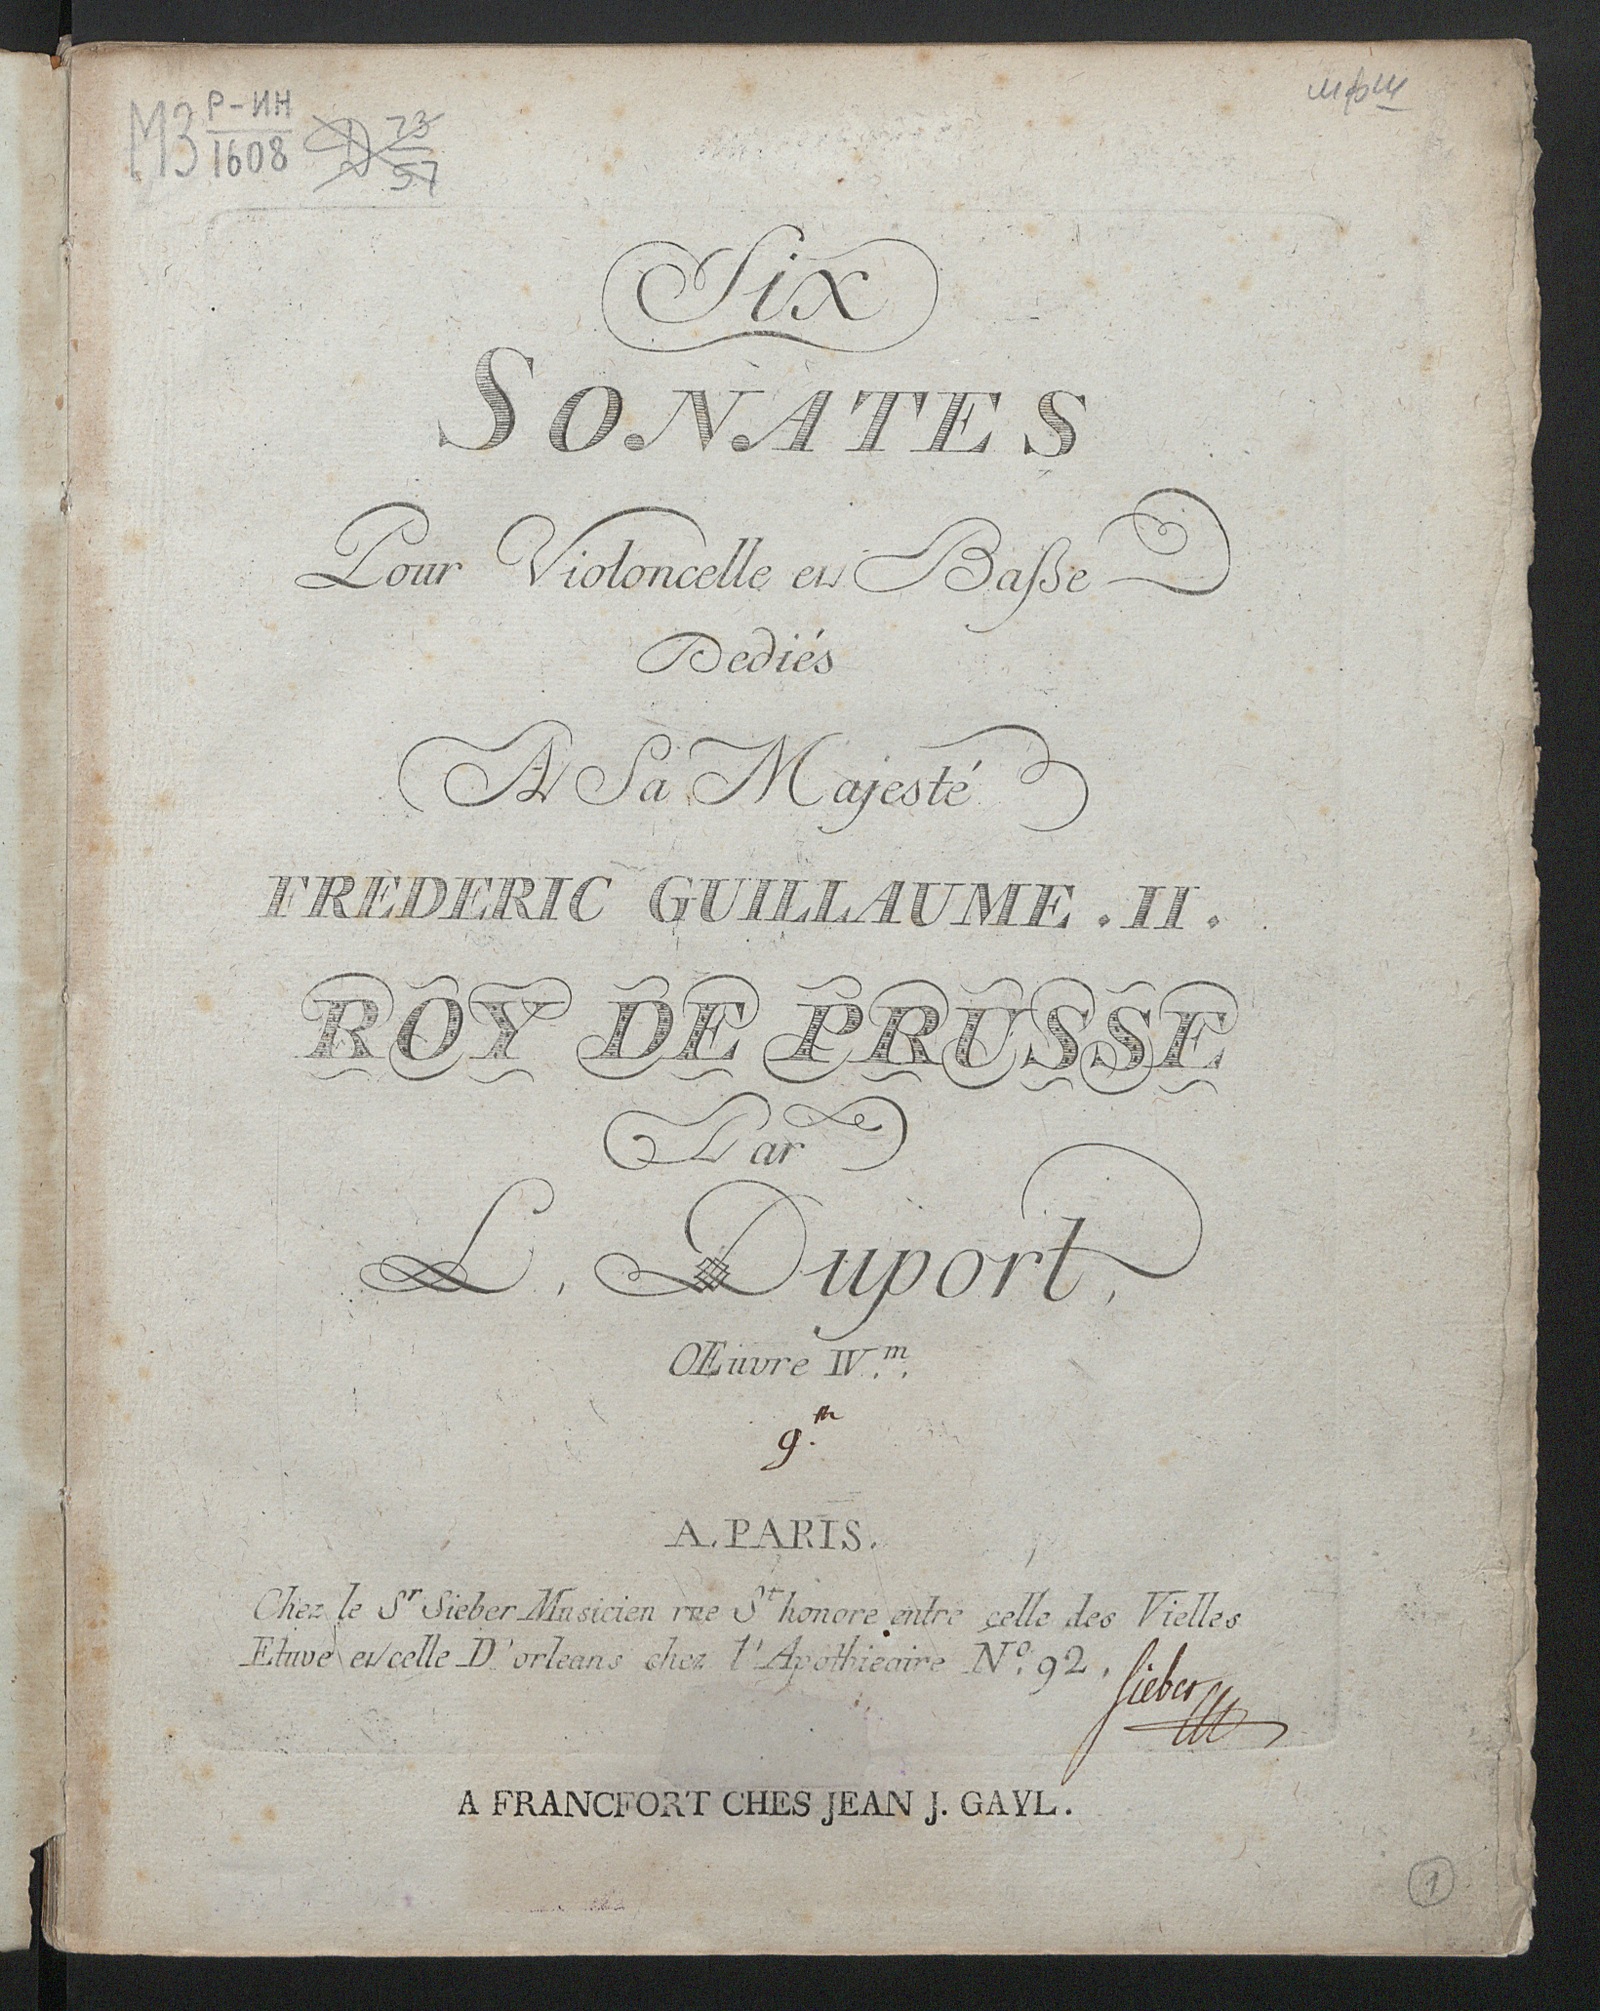 МЗ Р-ИН
1608
D 73
57
Six
SONATES
Pour Violoncelle et Baſse
Dediés
A Sa Majesté
FREDERIC GUILLAUME . II .
ROY DE PRUSSE
Par
L. Duport.
Œuvre IV.m
9.m
A. PARIS.
Chez le Sr Sieber Musicien rue St honore entre celle des Vielles
Etuve et celle D'orleans chez l'Apothicaire No. 92.
Sieber
A FRANCFORT CHES JEAN J. GAYL.
1